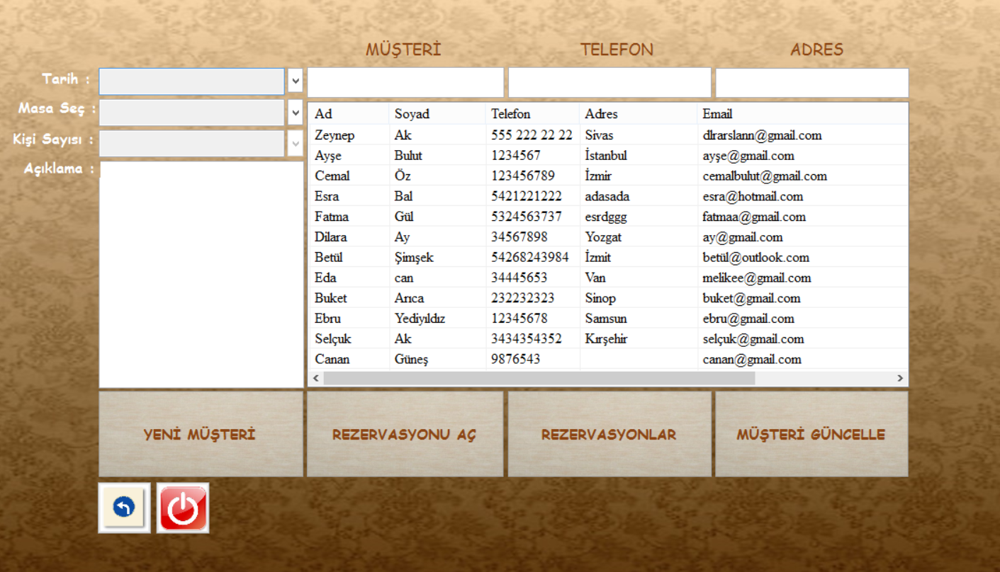 MÜŞTERİ TELEFON ADRES
Tarih :
Masa Seç :
Kişi Sayısı :
Açıklama :
Ad Soyad Telefon Adres Email
Zeynep Ak 555 222 22 22 Sivas dlrarslann@gmail.com
Ayşe Bulut 1234567 İstanbul ayşe@gmail.com
Cemal Öz 123456789 İzmir cemalbulut@gmail.com
Esra Bal 5421221222 adasada esra@hotmail.com
Fatma Gül 5324563737 esrdggg fatmaa@gmail.com
Dilara Ay 34567898 Yozgat ay@gmail.com
Betül Şimşek 54268243984 İzmit betül@outlook.com
Eda can 34445653 Van melikee@gmail.com
Buket Arıca 232232323 Sinop buket@gmail.com
Ebru Yediyıldız 12345678 Samsun ebru@gmail.com
Selçuk Ak 3434354352 Kırşehir selçuk@gmail.com
Canan Güneş 9876543 canan@gmail.com
YENİ MÜŞTERİ REZERVASYONU AÇ REZERVASYONLAR MÜŞTERİ GÜNCELLE